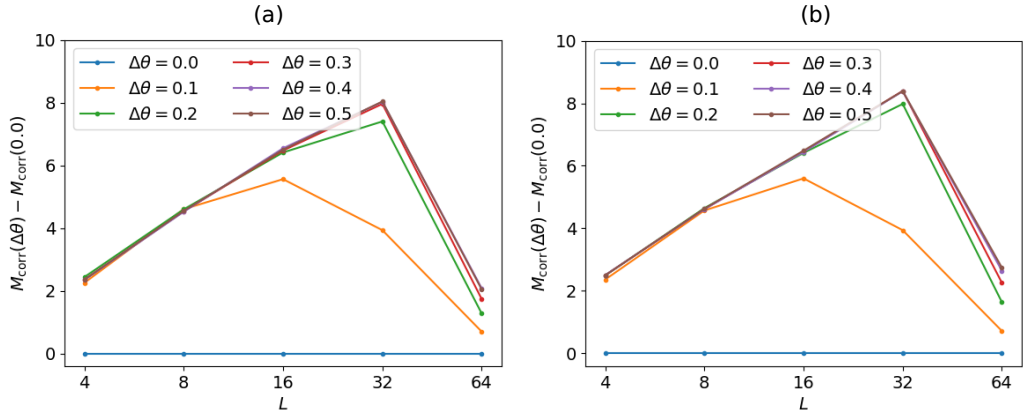 (a)
M_corr(Δθ) − M_corr(0.0)
10
8
6
4
2
0
Δθ = 0.0
Δθ = 0.1
Δθ = 0.2
Δθ = 0.3
Δθ = 0.4
Δθ = 0.5
4 8 16 32 64
L
(b)
M_corr(Δθ) − M_corr(0.0)
10
8
6
4
2
0
Δθ = 0.0
Δθ = 0.1
Δθ = 0.2
Δθ = 0.3
Δθ = 0.4
Δθ = 0.5
4 8 16 32 64
L